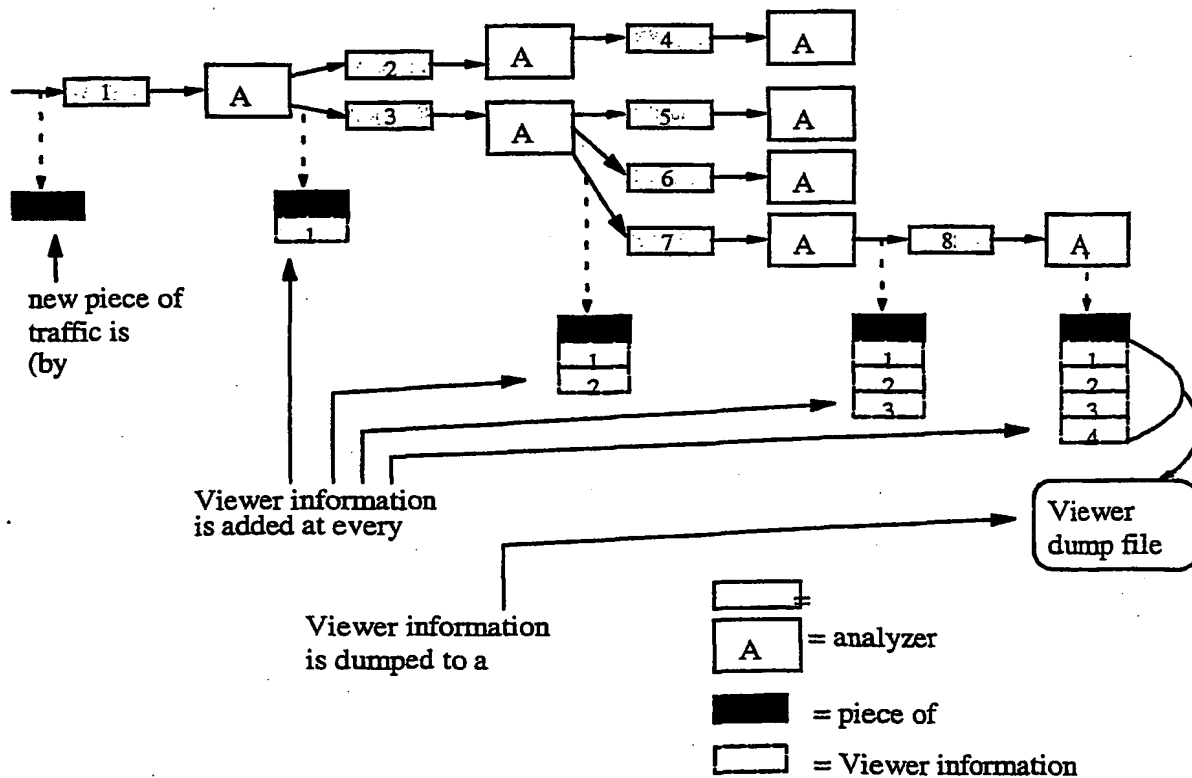 4
A
2
A
1
A
3
A
5
A
6
A
7
A
8
A
1
new piece of
traffic is
(by
1
2
1
2
3
1
2
3
4
Viewer information
is added at every
Viewer
dump file
Viewer information
is dumped to a
=
A = analyzer
= piece of
= Viewer information